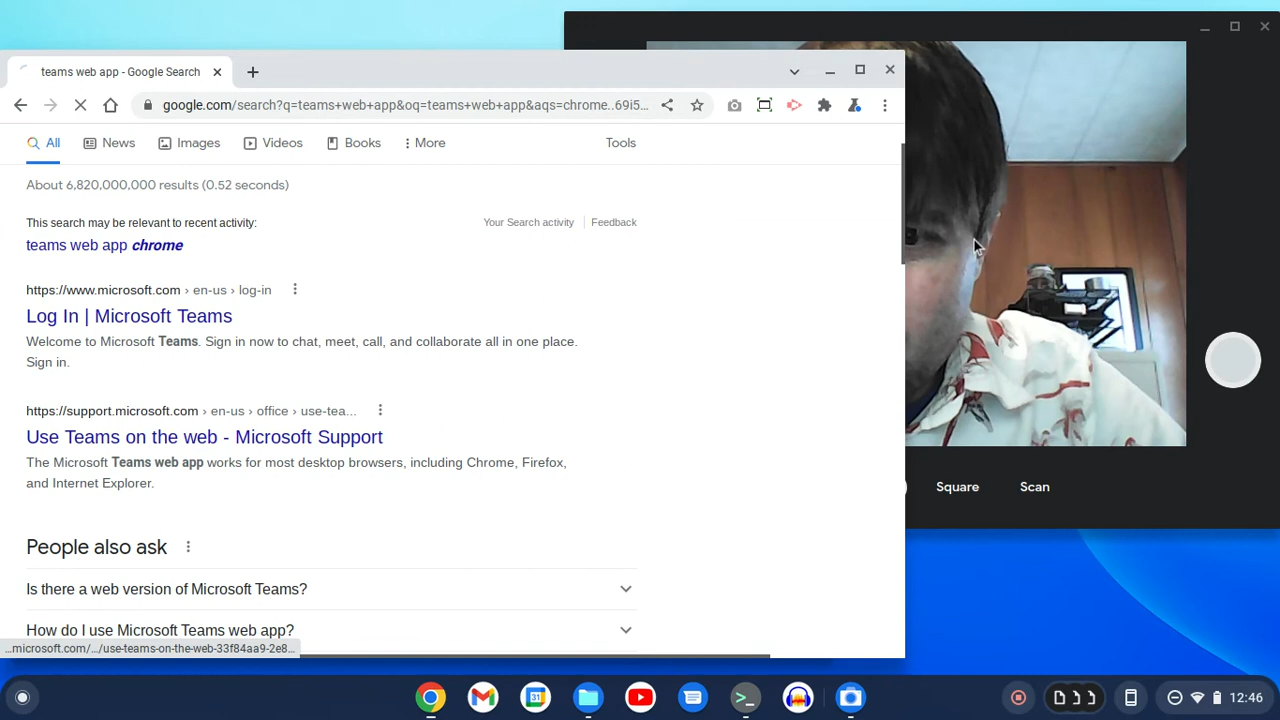 teams web app - Google Search
google.com/search?q=teams+web+app&oq=teams+web+app&aqs=chrome..69i5...
All
News
Images
Videos
Books
More
Tools
About 6,820,000,000 results (0.52 seconds)
This search may be relevant to recent activity:
Your Search activity
Feedback
teams web app chrome
https://www.microsoft.com › en-us › log-in
Log In | Microsoft Teams
Welcome to Microsoft Teams. Sign in now to chat, meet, call, and collaborate all in one place.
Sign in.
https://support.microsoft.com › en-us › office › use-tea...
Use Teams on the web - Microsoft Support
The Microsoft Teams web app works for most desktop browsers, including Chrome, Firefox,
and Internet Explorer.
People also ask
Is there a web version of Microsoft Teams?
How do I use Microsoft Teams web app?
...microsoft.com/.../use-teams-on-the-web-33f84aa9-2e8...
Square
Scan
31
12:46